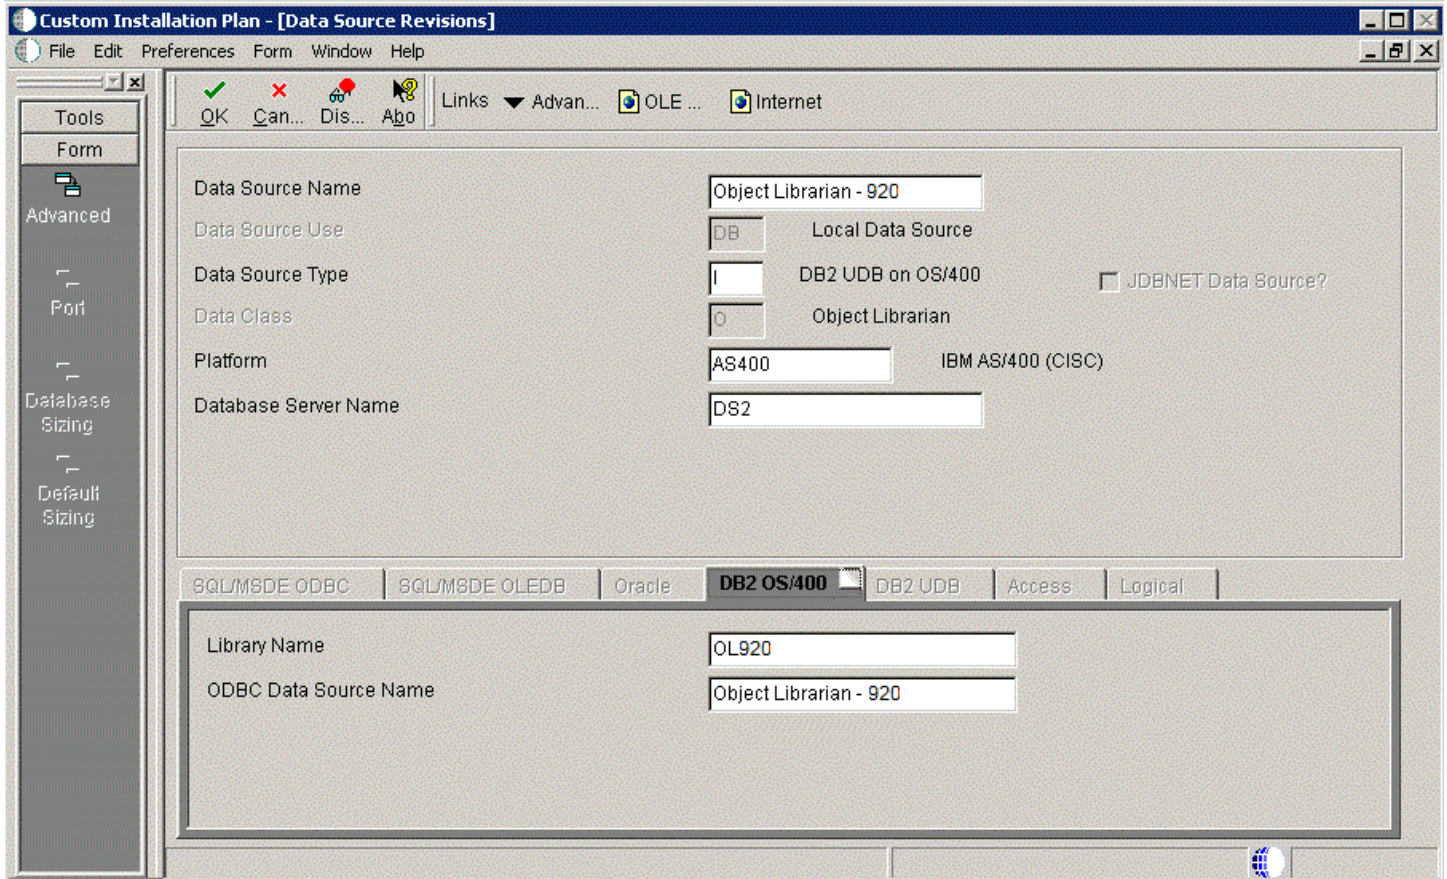 Custom Installation Plan - [Data Source Revisions]
File Edit Preferences Form Window Help
Tools
Form
Advanced
Port
Database
Sizing
Default
Sizing
OK Can... Dis... Abo Links Advan... OLE ... Internet
Data Source Name Object Librarian - 920
Data Source Use DB Local Data Source
Data Source Type I DB2 UDB on OS/400 JDBNET Data Source?
Data Class O Object Librarian
Platform AS400 IBM AS/400 (CISC)
Database Server Name DS2
SQL/MSDE ODBC SQL/MSDE OLEDB Oracle DB2 OS/400 DB2 UDB Access Logical
Library Name OL920
ODBC Data Source Name Object Librarian - 920